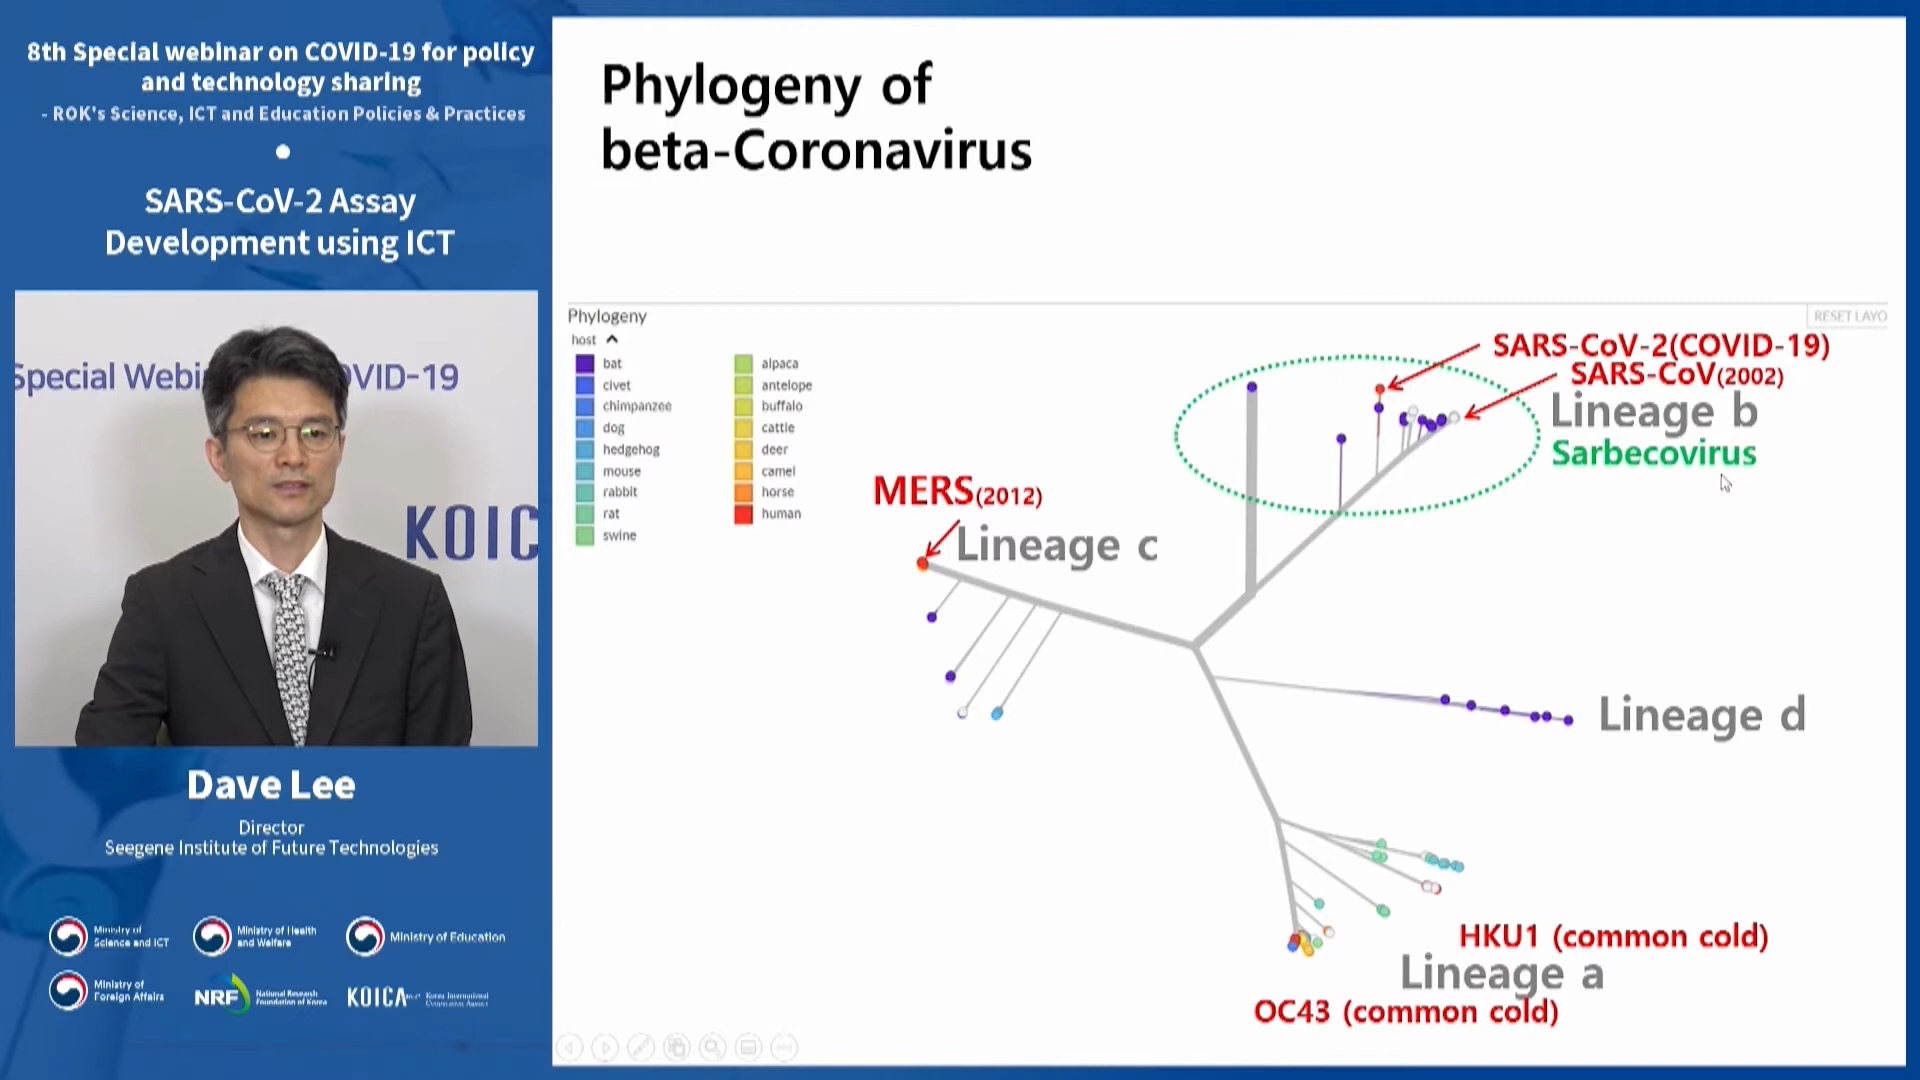 8th Special webinar on COVID-19 for policy
and technology sharing
- ROK's Science, ICT and Education Policies & Practices
SARS-CoV-2 Assay
Development using ICT
Special Webi
OVID-19
KOIC
Dave Lee
Director
Seegene Institute of Future Technologies
Ministry of
Science and ICT
Ministry of Health
and Welfare
Ministry of Education
Ministry of
Foreign Affairs
NRF
National Research
Foundation of Korea
KOICA
Korea International
Cooperation Agency
Phylogeny of
beta-Coronavirus
Phylogeny
RESET LAYO
host
bat
civet
chimpanzee
dog
hedgehog
mouse
rabbit
rat
swine
alpaca
antelope
buffalo
cattle
deer
camel
horse
human
SARS-CoV-2(COVID-19)
SARS-CoV(2002)
Lineage b
Sarbecovirus
MERS(2012)
Lineage c
Lineage d
HKU1 (common cold)
Lineage a
OC43 (common cold)